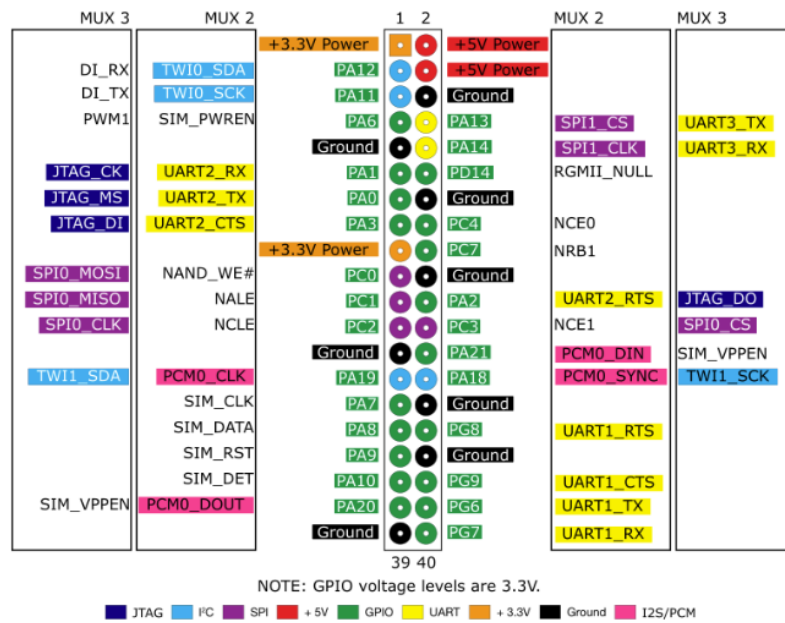 MUX 3 MUX 2 1 2 MUX 2 MUX 3
+3.3V Power +5V Power
DI_RX TWI0_SDA PA12 +5V Power
DI_TX TWI0_SCK PA11 Ground
PWM1 SIM_PWREN PA6 PA13 SPI1_CS UART3_TX
Ground PA14 SPI1_CLK UART3_RX
JTAG_CK UART2_RX PA1 PD14 RGMII_NULL
JTAG_MS UART2_TX PA0 Ground
JTAG_DI UART2_CTS PA3 PC4 NCE0
+3.3V Power PC7 NRB1
SPI0_MOSI NAND_WE# PC0 Ground
SPI0_MISO NALE PC1 PA2 UART2_RTS JTAG_DO
SPI0_CLK NCLE PC2 PC3 NCE1 SPI0_CS
Ground PA21 PCM0_DIN SIM_VPPEN
TWI1_SDA PCM0_CLK PA19 PA18 PCM0_SYNC TWI1_SCK
SIM_CLK PA7 Ground
SIM_DATA PA8 PG8 UART1_RTS
SIM_RST PA9 Ground
SIM_DET PA10 PG9 UART1_CTS
SIM_VPPEN PCM0_DOUT PA20 PG6 UART1_TX
Ground PG7 UART1_RX
39 40
NOTE: GPIO voltage levels are 3.3V.
JTAG I²C SPI + 5V GPIO UART + 3.3V Ground I2S/PCM